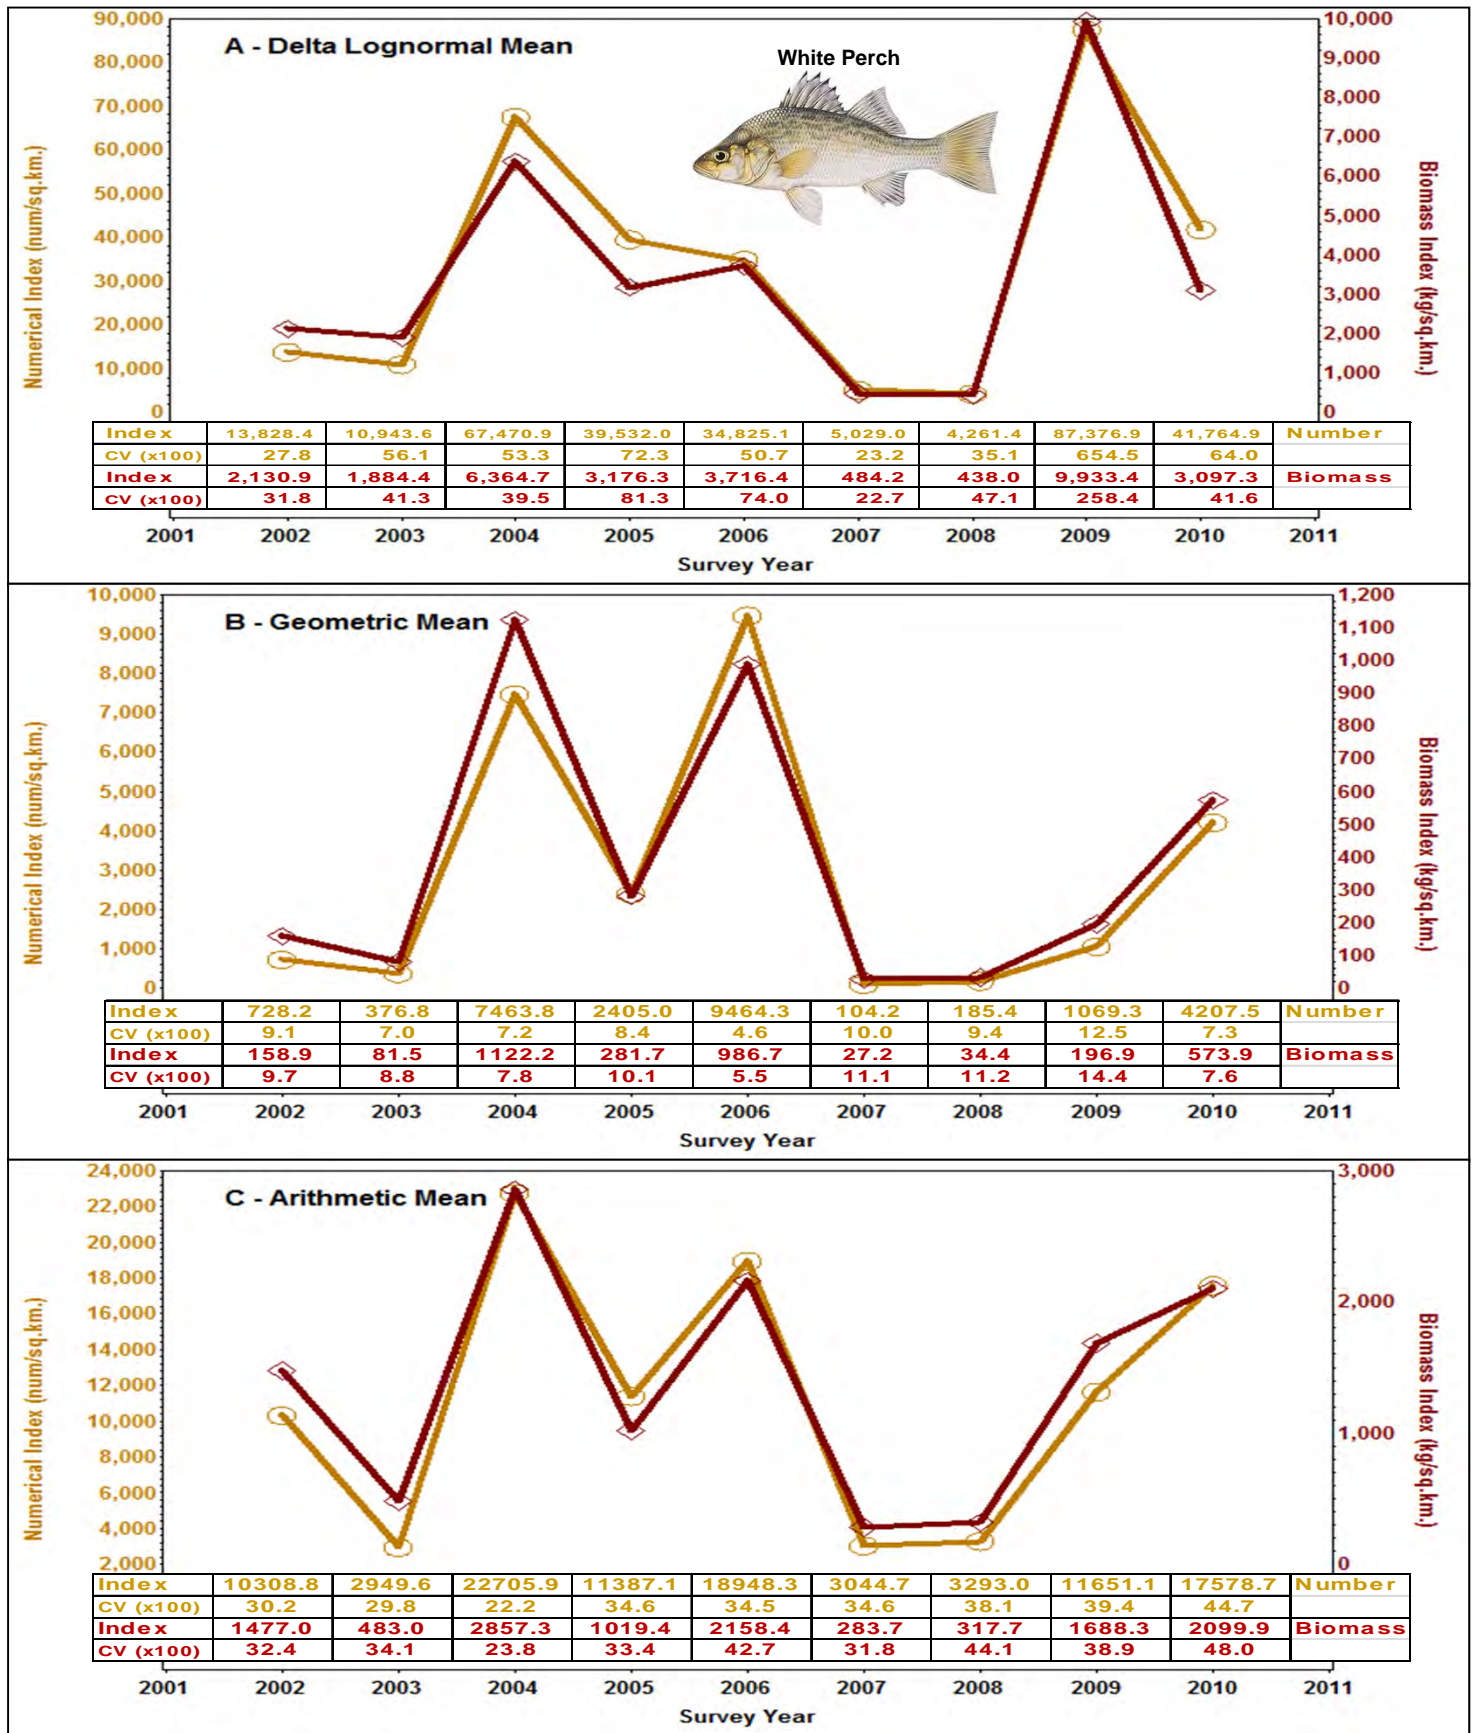 A - Delta Lognormal Mean
White Perch
Numerical Index (num/sq.km.)
90,000
80,000
70,000
60,000
50,000
40,000
30,000
20,000
10,000
0
10,000
9,000
8,000
7,000
6,000
5,000
4,000
3,000
2,000
1,000
0
Biomass Index (kg/sq.km.)
Index 13,828.4 10,943.6 67,470.9 39,532.0 34,825.1 5,029.0 4,261.4 87,376.9 41,764.9 Number
CV (x100) 27.8 56.1 53.3 72.3 50.7 23.2 35.1 654.5 64.0
Index 2,130.9 1,884.4 6,364.7 3,176.3 3,716.4 484.2 438.0 9,933.4 3,097.3 Biomass
CV (x100) 31.8 41.3 39.5 81.3 74.0 22.7 47.1 258.4 41.6
2001 2002 2003 2004 2005 2006 2007 2008 2009 2010 2011
Survey Year
B - Geometric Mean
Numerical Index (num/sq.km.)
10,000
9,000
8,000
7,000
6,000
5,000
4,000
3,000
2,000
1,000
0
1,200
1,100
1,000
900
800
700
600
500
400
300
200
100
0
Biomass Index (kg/sq.km.)
Index 728.2 376.8 7463.8 2405.0 9464.3 104.2 185.4 1069.3 4207.5 Number
CV (x100) 9.1 7.0 7.2 8.4 4.6 10.0 9.4 12.5 7.3
Index 158.9 81.5 1122.2 281.7 986.7 27.2 34.4 196.9 573.9 Biomass
CV (x100) 9.7 8.8 7.8 10.1 5.5 11.1 11.2 14.4 7.6
2001 2002 2003 2004 2005 2006 2007 2008 2009 2010 2011
Survey Year
C - Arithmetic Mean
Numerical Index (num/sq.km.)
24,000
22,000
20,000
18,000
16,000
14,000
12,000
10,000
8,000
6,000
4,000
2,000
3,000
2,000
1,000
0
Biomass Index (kg/sq.km.)
Index 10308.8 2949.6 22705.9 11387.1 18948.3 3044.7 3293.0 11651.1 17578.7 Number
CV (x100) 30.2 29.8 22.2 34.6 34.5 34.6 38.1 39.4 44.7
Index 1477.0 483.0 2857.3 1019.4 2158.4 283.7 317.7 1688.3 2099.9 Biomass
CV (x100) 32.4 34.1 23.8 33.4 42.7 31.8 44.1 38.9 48.0
2001 2002 2003 2004 2005 2006 2007 2008 2009 2010 2011
Survey Year